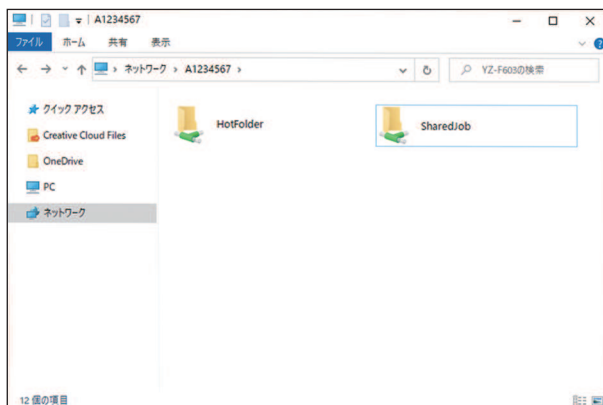 A1234567
ファイル ホーム 共有 表示
ネットワーク › A1234567 ›
YZ-F603の検索
クイック アクセス
Creative Cloud Files
OneDrive
PC
ネットワーク
HotFolder
SharedJob
12 個の項目